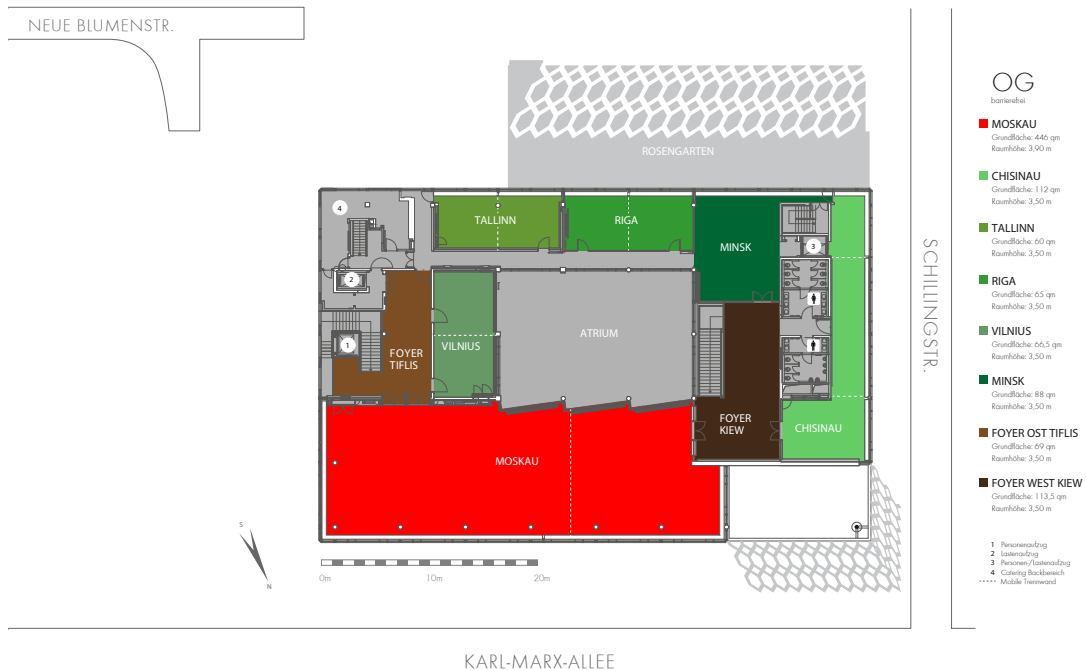 NEUE BLUMENSTR.
ROSENGARTEN
4
TALLINN
RIGA
MINSK
3
2
1
FOYER
TIFLIS
VILNIUS
ATRIUM
FOYER
KIEW
CHISINAU
MOSKAU
S
N
0m
10m
20m
SCHILLINGSTR.
KARL-MARX-ALLEE
OG
barrierefrei
MOSKAU
Grundfläche: 446 qm
Raumhöhe: 3,90 m
CHISINAU
Grundfläche: 112 qm
Raumhöhe: 3,50 m
TALLINN
Grundfläche: 60 qm
Raumhöhe: 3,50 m
RIGA
Grundfläche: 65 qm
Raumhöhe: 3,50 m
VILNIUS
Grundfläche: 66,5 qm
Raumhöhe: 3,50 m
MINSK
Grundfläche: 88 qm
Raumhöhe: 3,50 m
FOYER OST TIFLIS
Grundfläche: 69 qm
Raumhöhe: 3,50 m
FOYER WEST KIEW
Grundfläche: 113,5 qm
Raumhöhe: 3,50 m
1 Personenaufzug
2 Lastenaufzug
3 Personen-/Lastenaufzug
4 Catering Backbereich
Mobile Trennwand